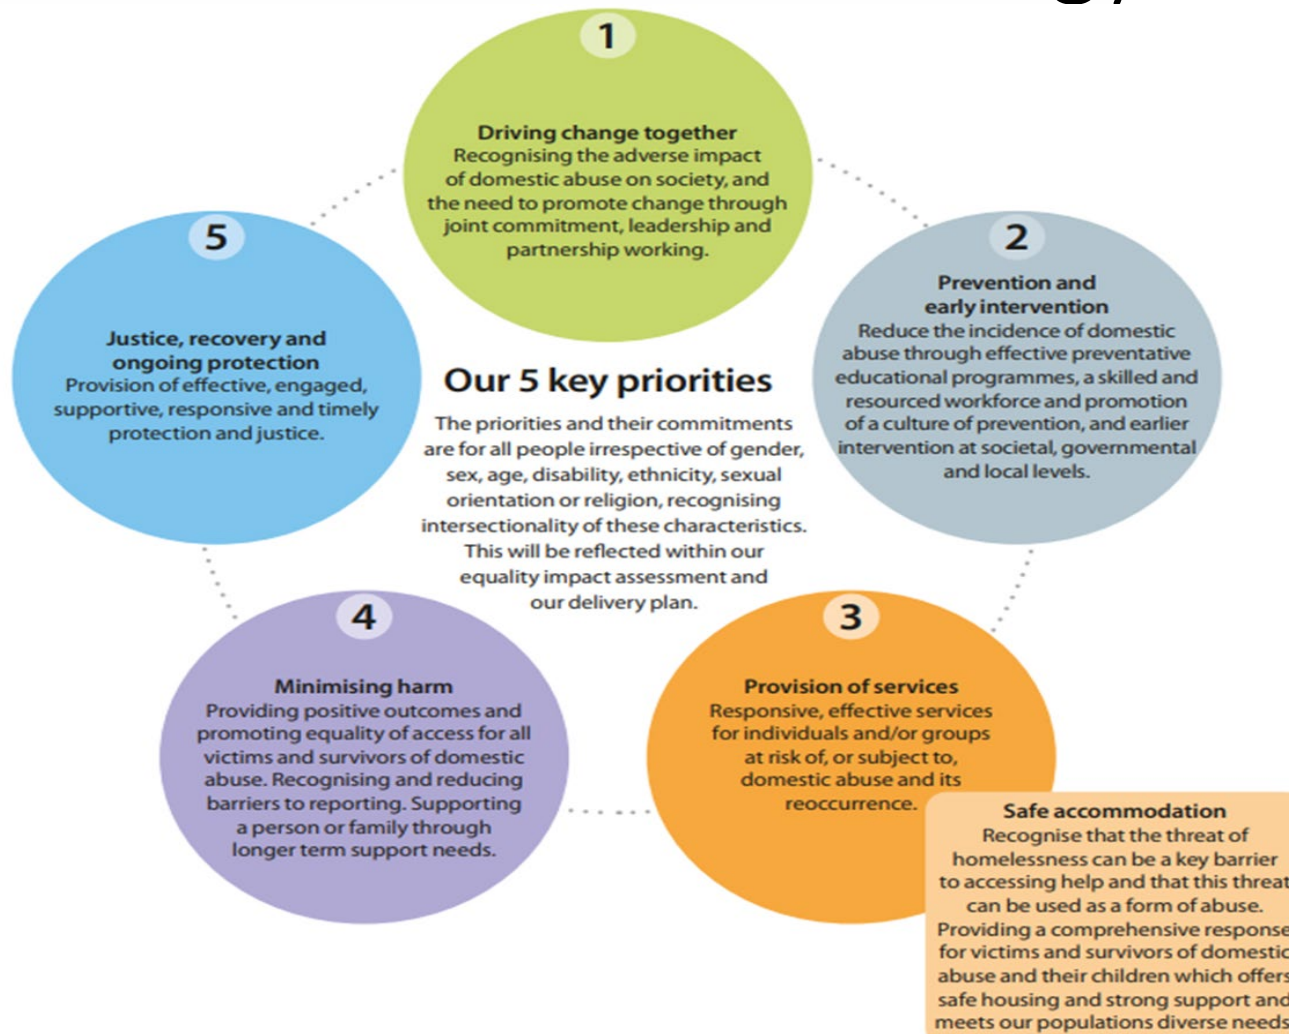 1
Driving change together
Recognising the adverse impact
of domestic abuse on society, and
the need to promote change through
joint commitment, leadership and
partnership working.
2
Prevention and
early intervention
Reduce the incidence of domestic
abuse through effective preventative
educational programmes, a skilled and
resourced workforce and promotion
of a culture of prevention, and earlier
intervention at societal, governmental
and local levels.
3
Provision of services
Responsive, effective services
for individuals and/or groups
at risk of, or subject to,
domestic abuse and its
reoccurrence.
Safe accommodation
Recognise that the threat of
homelessness can be a key barrier
to accessing help and that this threat
can be used as a form of abuse.
Providing a comprehensive response
for victims and survivors of domestic
abuse and their children which offers
safe housing and strong support and
meets our populations diverse needs
4
Minimising harm
Providing positive outcomes and
promoting equality of access for all
victims and survivors of domestic
abuse. Recognising and reducing
barriers to reporting. Supporting
a person or family through
longer term support needs.
5
Justice, recovery and
ongoing protection
Provision of effective, engaged,
supportive, responsive and timely
protection and justice.
Our 5 key priorities
The priorities and their commitments
are for all people irrespective of gender,
sex, age, disability, ethnicity, sexual
orientation or religion, recognising
intersectionality of these characteristics.
This will be reflected within our
equality impact assessment and
our delivery plan.